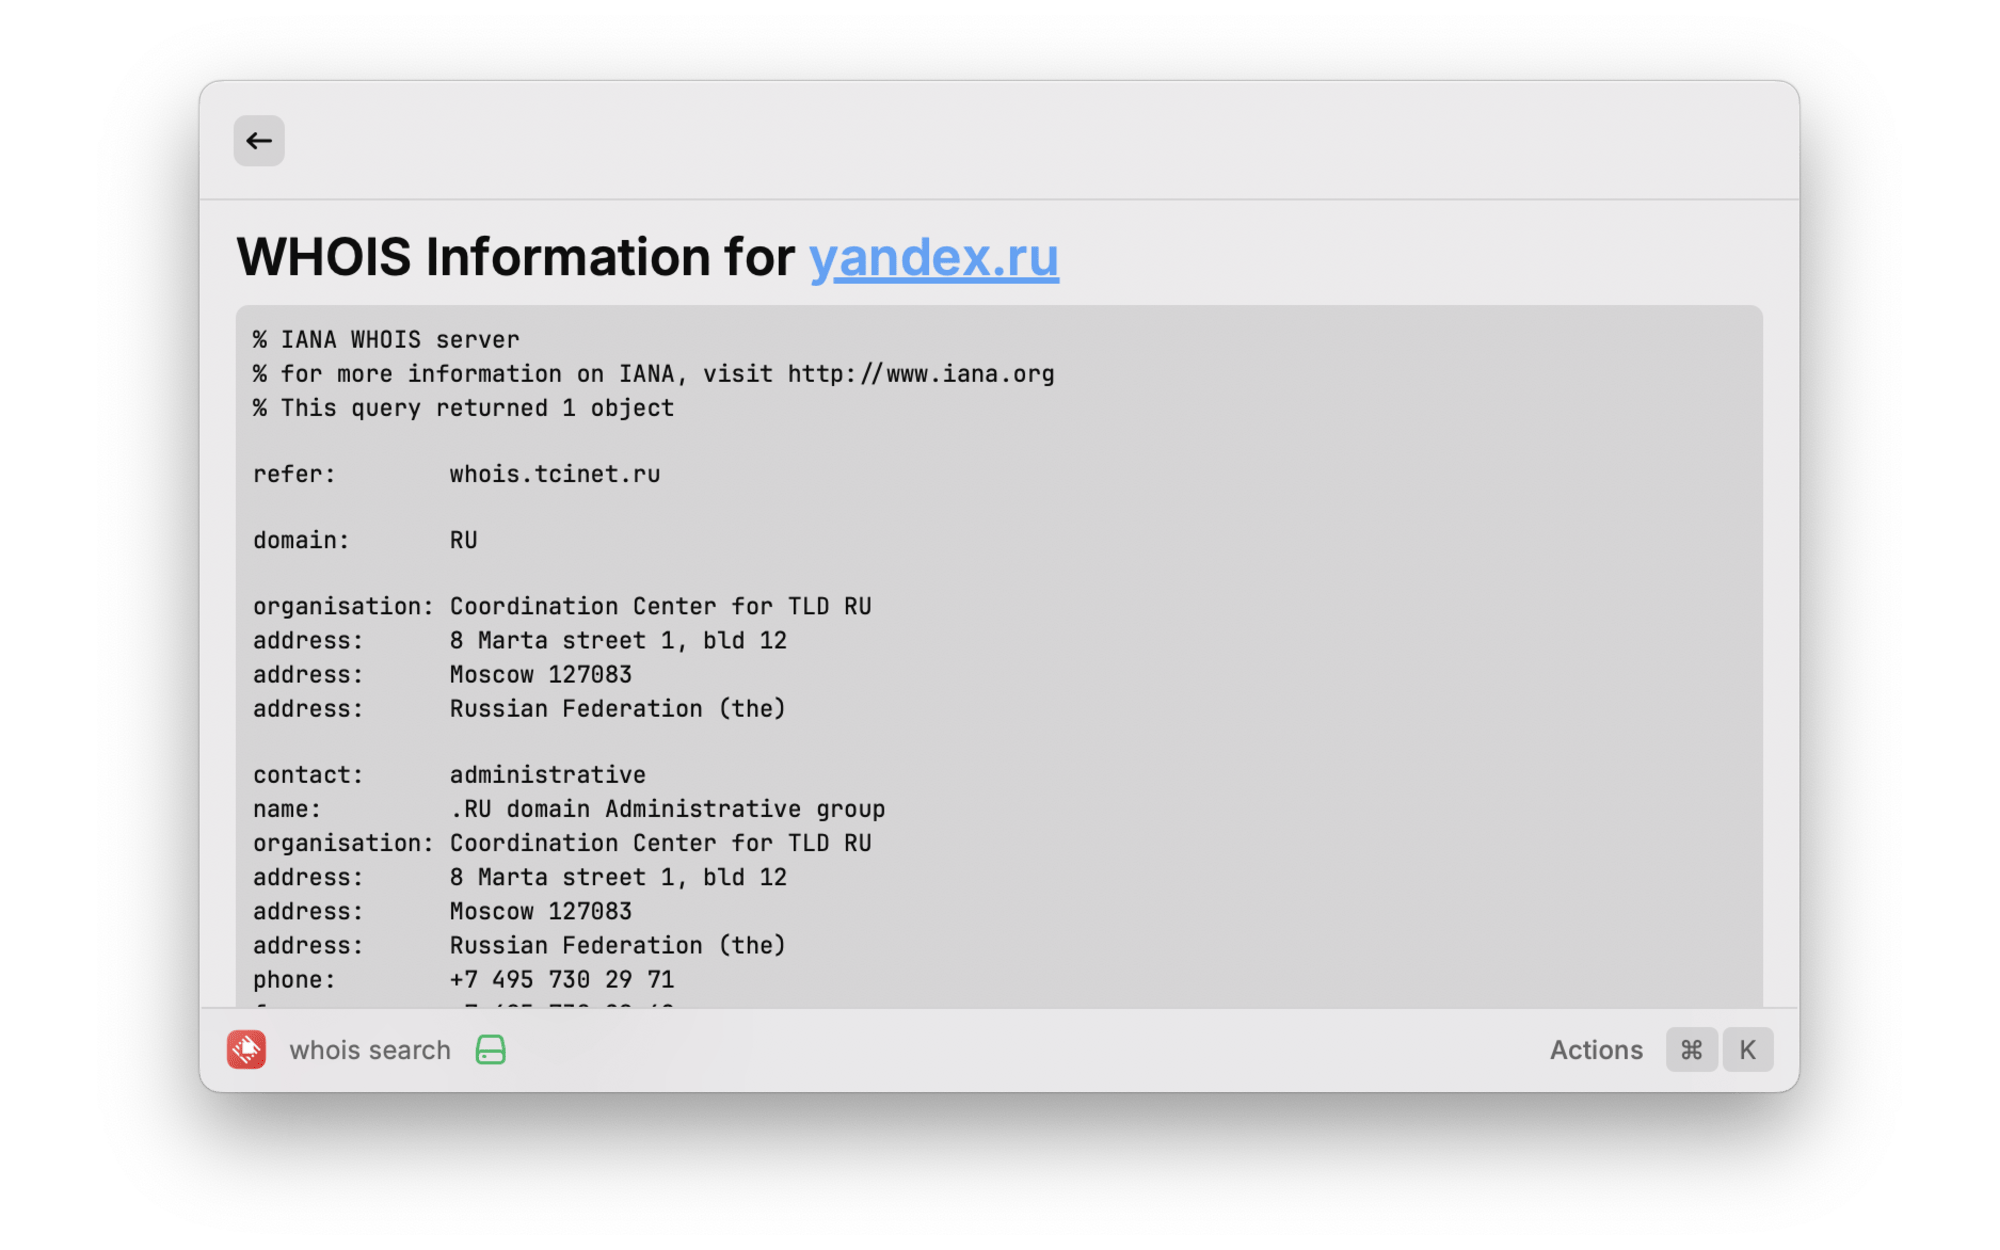 WHOIS Information for yandex.ru
% IANA WHOIS server
% for more information on IANA, visit http://www.iana.org
% This query returned 1 object
refer: whois.tcinet.ru
domain: RU
organisation: Coordination Center for TLD RU
address: 8 Marta street 1, bld 12
address: Moscow 127083
address: Russian Federation (the)
contact: administrative
name: .RU domain Administrative group
organisation: Coordination Center for TLD RU
address: 8 Marta street 1, bld 12
address: Moscow 127083
address: Russian Federation (the)
phone: +7 495 730 29 71
whois search
Actions ⌘ K